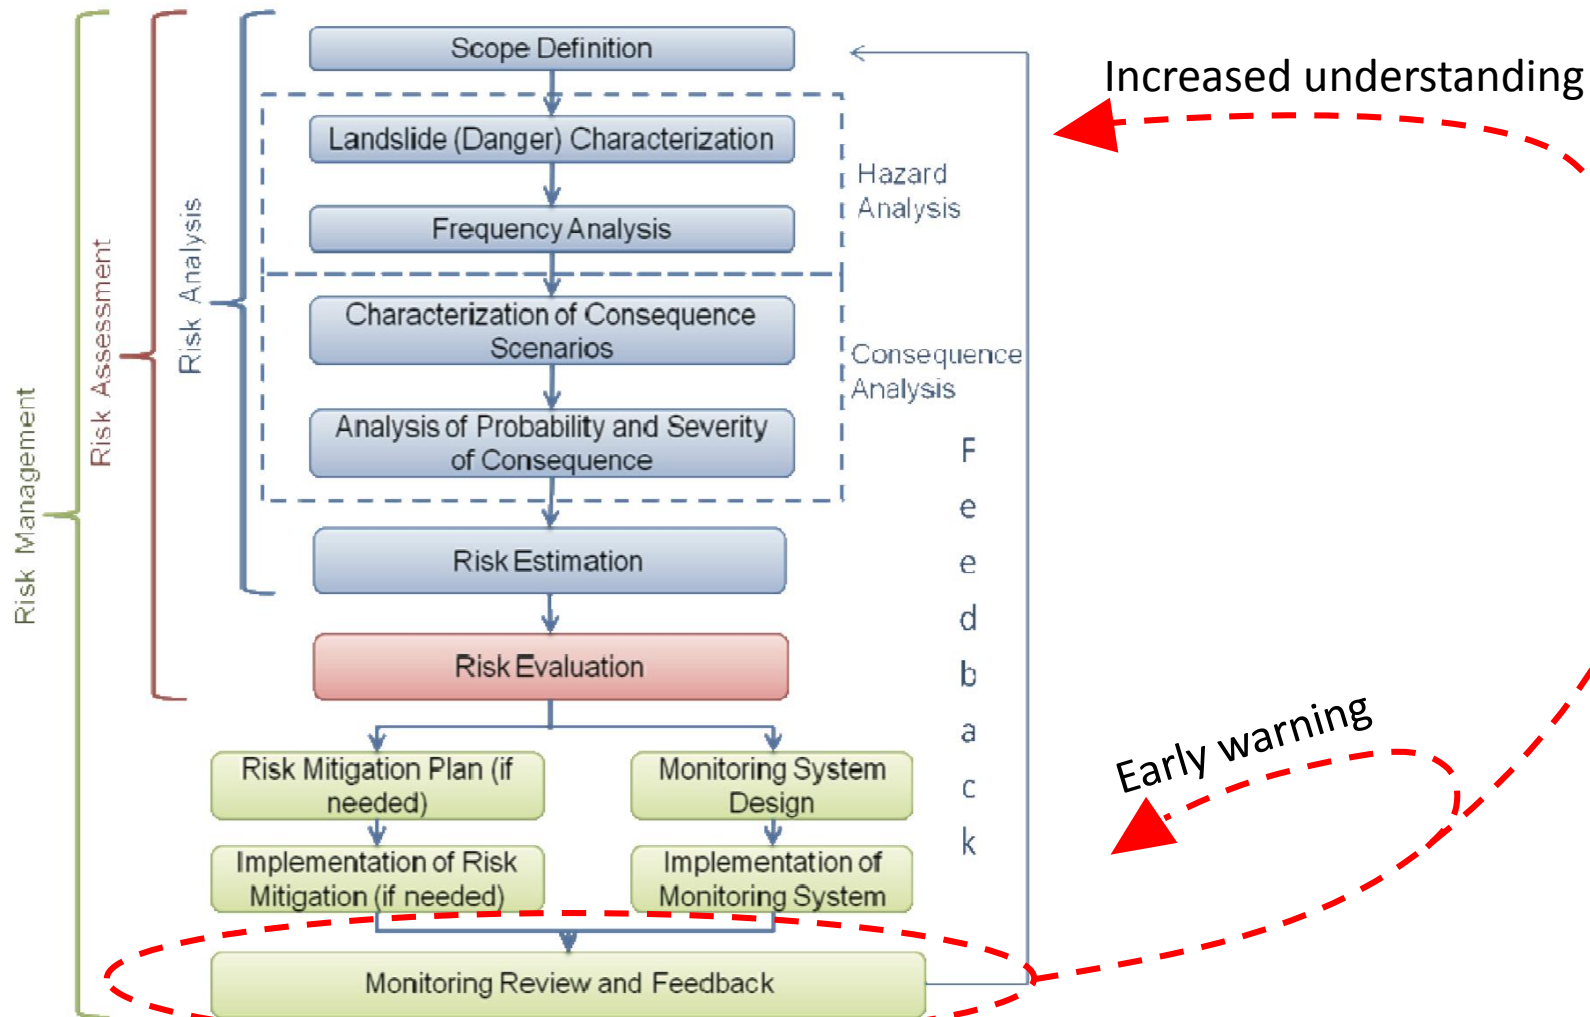 Scope Definition
Increased understanding
Landslide (Danger) Characterization
Hazard
Analysis
Frequency Analysis
Characterization of Consequence
Scenarios
Consequence
Analysis
Analysis of Probability and Severity
of Consequence
Risk Estimation
Risk Evaluation
Risk Mitigation Plan (if
needed)
Monitoring System
Design
Implementation of Risk
Mitigation (if needed)
Implementation of
Monitoring System
Monitoring Review and Feedback
Risk Management
Risk Assessment
Risk Analysis
F
e
e
d
b
a
c
k
Early warning